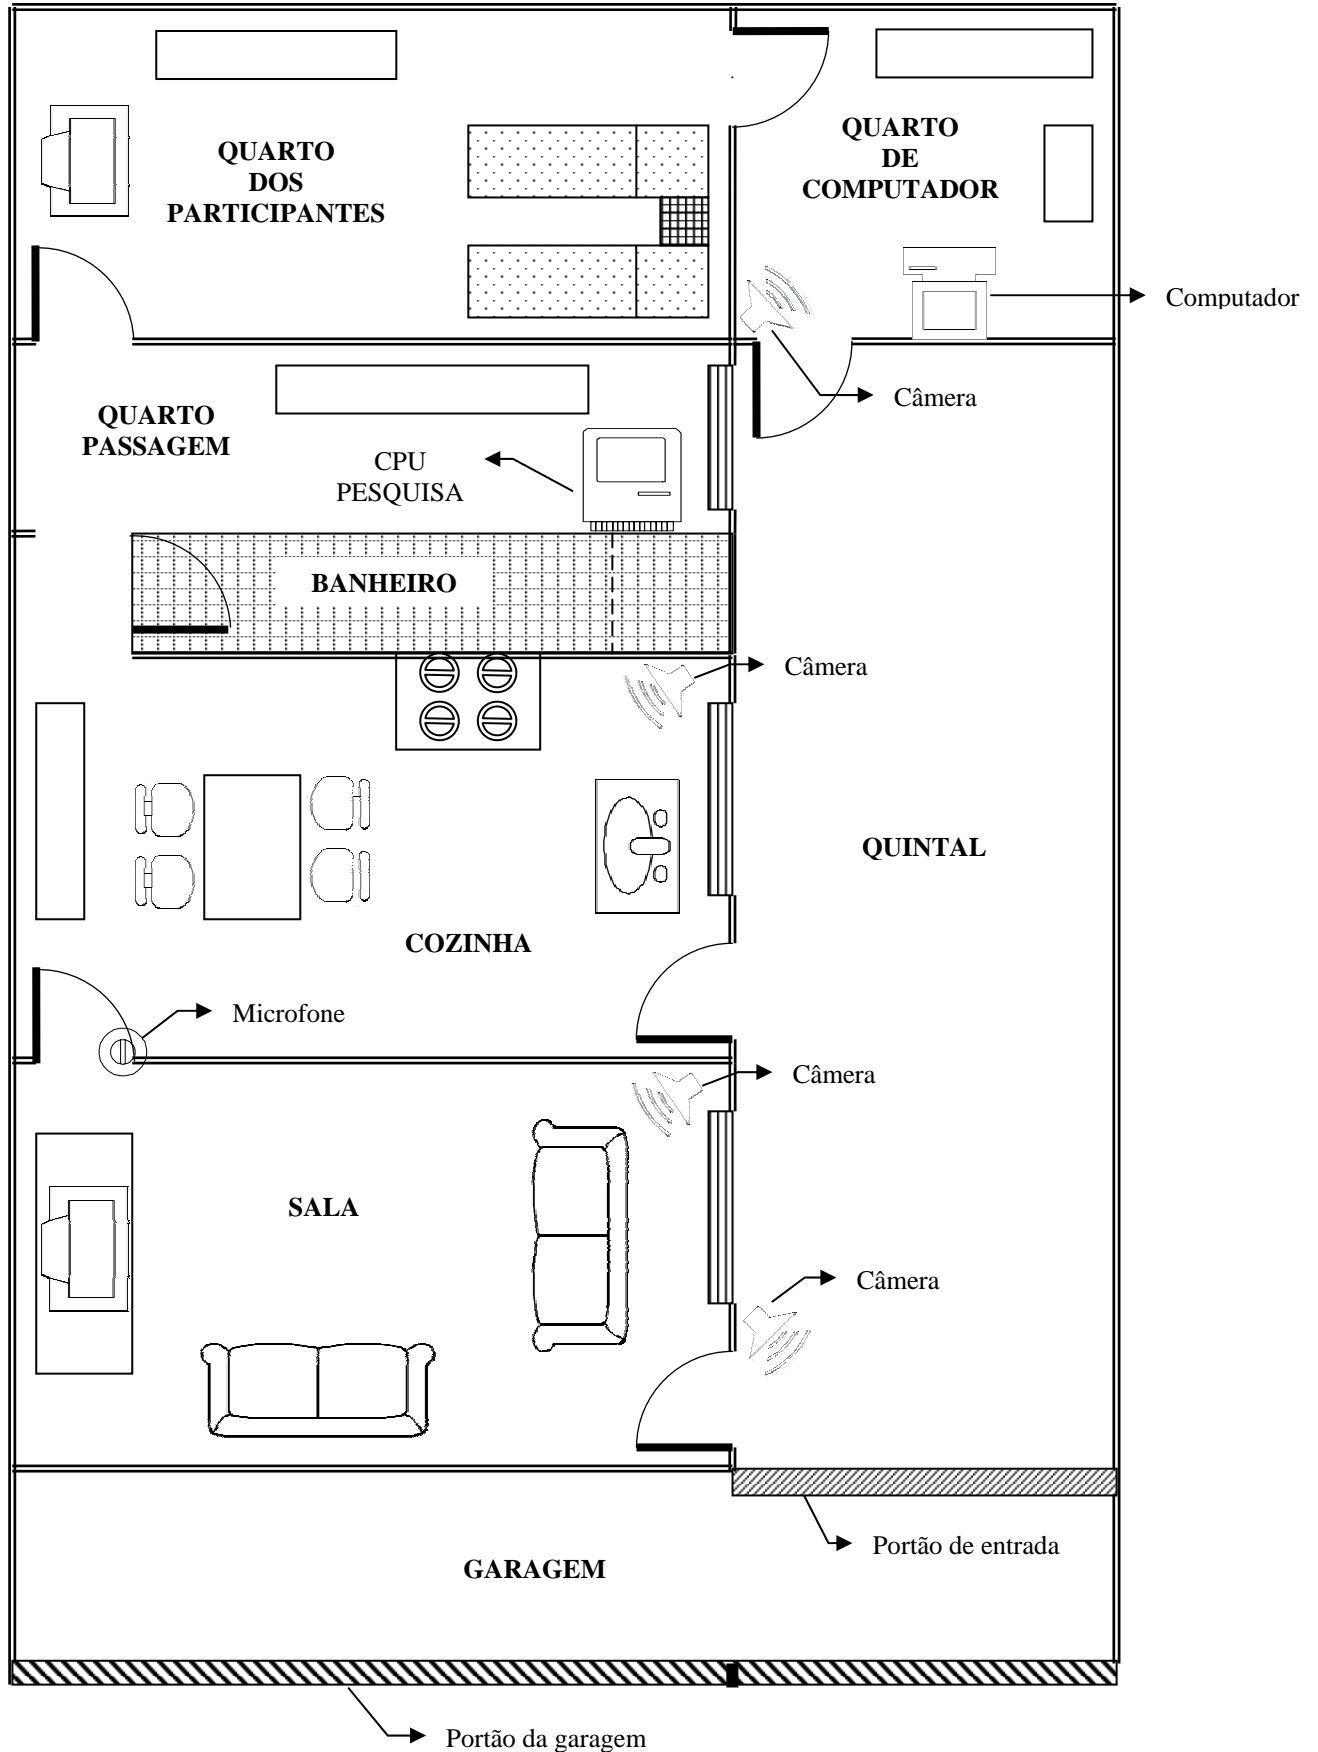 QUARTO
DOS
PARTICIPANTES
QUARTO
DE
COMPUTADOR
Computador
Câmera
QUARTO
PASSAGEM
CPU
PESQUISA
BANHEIRO
Câmera
QUINTAL
COZINHA
Microfone
Câmera
SALA
Câmera
Portão de entrada
GARAGEM
Portão da garagem